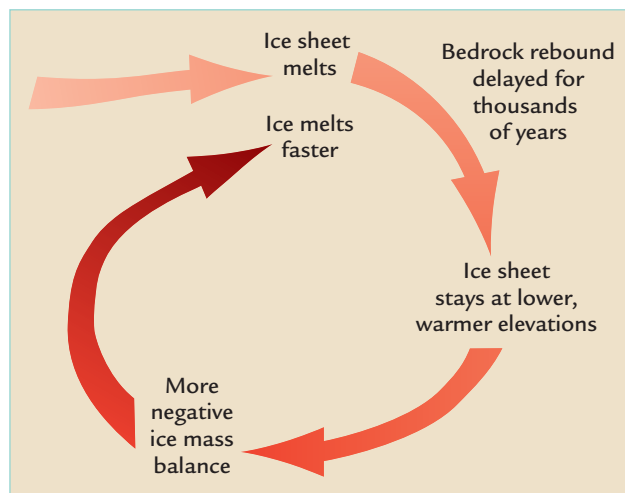 Ice sheet
melts
Bedrock rebound
delayed for
thousands
of years
Ice melts
faster
Ice sheet
stays at lower,
warmer elevations
More
negative
ice mass
balance